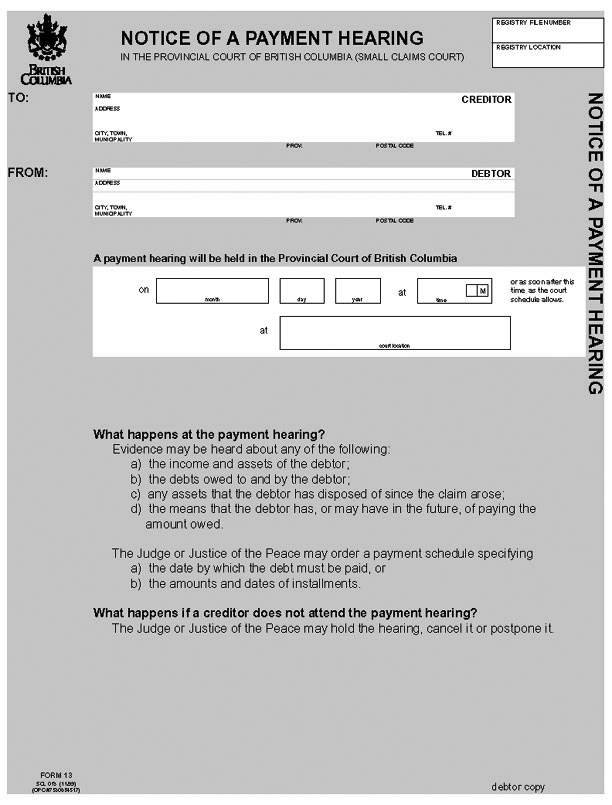 BRITISH
COLUMBIA
NOTICE OF A PAYMENT HEARING
IN THE PROVINCIAL COURT OF BRITISH COLUMBIA (SMALL CLAIMS COURT)
REGISTRY FILE NUMBER
REGISTRY LOCATION
TO:
NAME
CREDITOR
ADDRESS
CITY, TOWN,
MUNICIPALITY
TEL. #
PROV. POSTAL CODE
FROM:
NAME
DEBTOR
ADDRESS
CITY, TOWN,
MUNICIPALITY
TEL. #
PROV. POSTAL CODE
NOTICE OF A PAYMENT HEARING
A payment hearing will be held in the Provincial Court of British Columbia
on
month
day
year
at
time
M
or as soon after this
time as the court
schedule allows.
at
court location
What happens at the payment hearing?
Evidence may be heard about any of the following:
a) the income and assets of the debtor;
b) the debts owed to and by the debtor;
c) any assets that the debtor has disposed of since the claim arose;
d) the means that the debtor has, or may have in the future, of paying the
amount owed.
The Judge or Justice of the Peace may order a payment schedule specifying
a) the date by which the debt must be paid, or
b) the amounts and dates of installments.
What happens if a creditor does not attend the payment hearing?
The Judge or Justice of the Peace may hold the hearing, cancel it or postpone it.
FORM 13
debtor copy